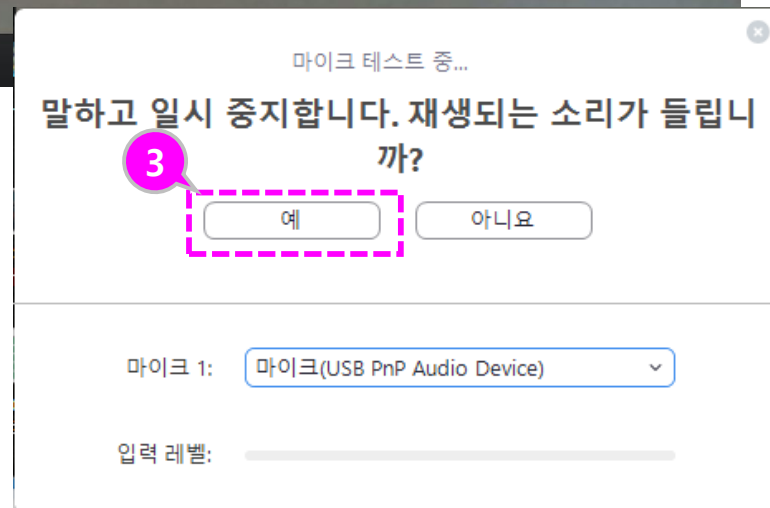 마이크 테스트 중...
말하고 일시 중지합니다. 재생되는 소리가 들립니
까?
3
예 아니요
마이크 1: 마이크(USB PnP Audio Device)
입력 레벨: